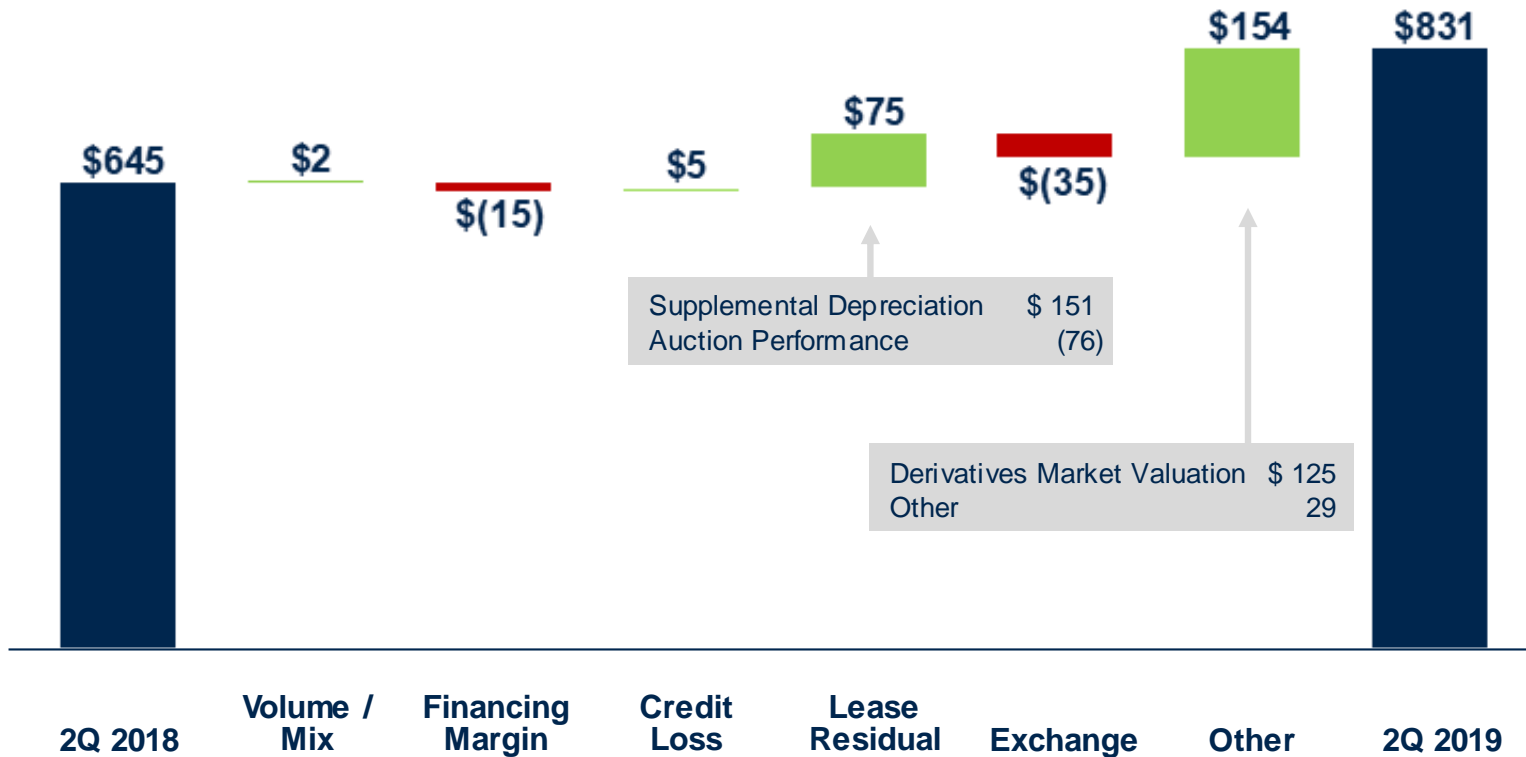 $154
$831
$75
$645
$2
$5
$(15)
$(35)
Supplemental Depreciation $ 151
Auction Performance (76)
Derivatives Market Valuation $ 125
Other 29
2Q 2018
Volume /
Mix
Financing
Margin
Credit
Loss
Lease
Residual
Exchange
Other
2Q 2019